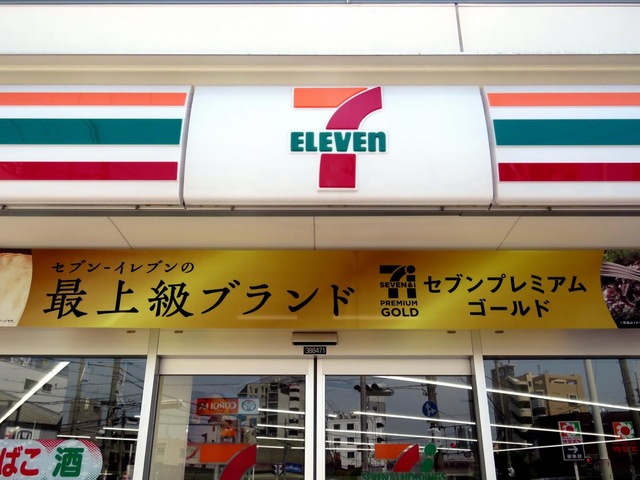 7
ELEVEn
セブン-イレブンの
最上級ブランド
7i
SEVEN&i
PREMIUM
GOLD
セブンプレミアム
ゴールド
388471
ばこ 酒